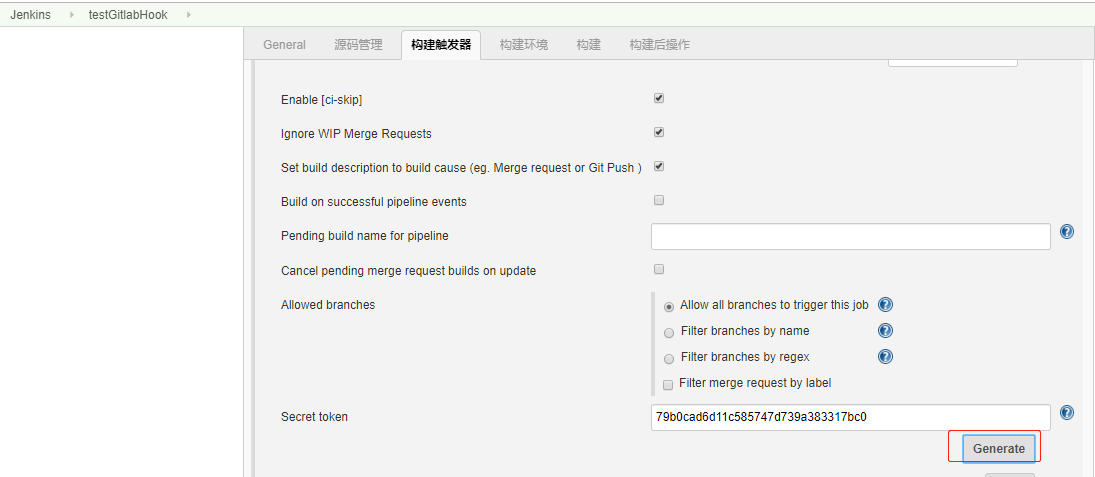 Jenkins testGitlabHook
General 源码管理 构建触发器 构建环境 构建 构建后操作
Enable [ci-skip]
Ignore WIP Merge Requests
Set build description to build cause (eg. Merge request or Git Push )
Build on successful pipeline events
Pending build name for pipeline
Cancel pending merge request builds on update
Allowed branches
Allow all branches to trigger this job
Filter branches by name
Filter branches by regex
Filter merge request by label
Secret token
79b0cad6d11c585747d739a383317bc0
Generate